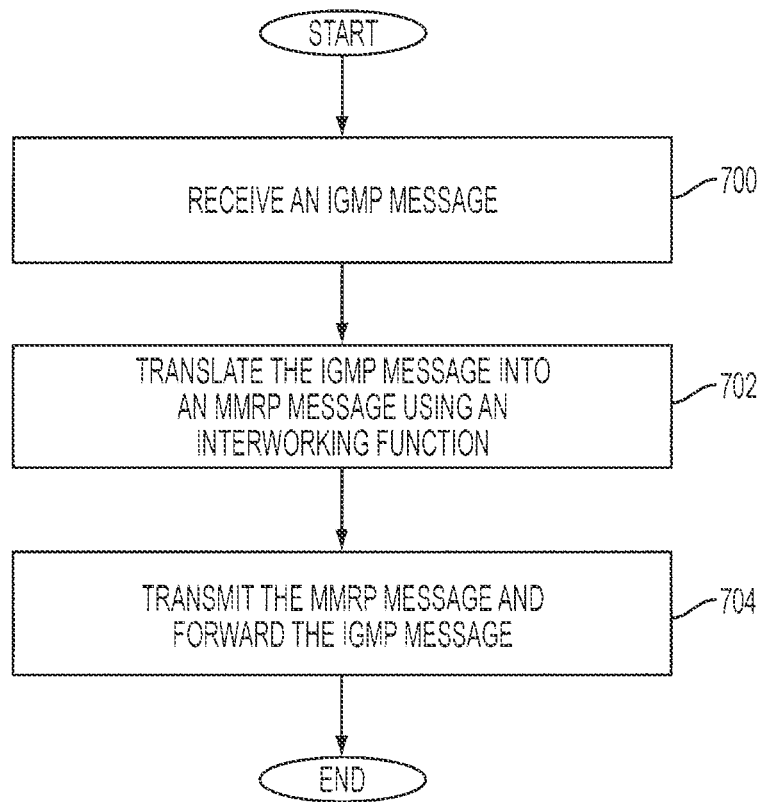 START
RECEIVE AN IGMP MESSAGE
700
TRANSLATE THE IGMP MESSAGE INTO
AN MMRP MESSAGE USING AN
INTERWORKING FUNCTION
702
TRANSMIT THE MMRP MESSAGE AND
FORWARD THE IGMP MESSAGE
704
END